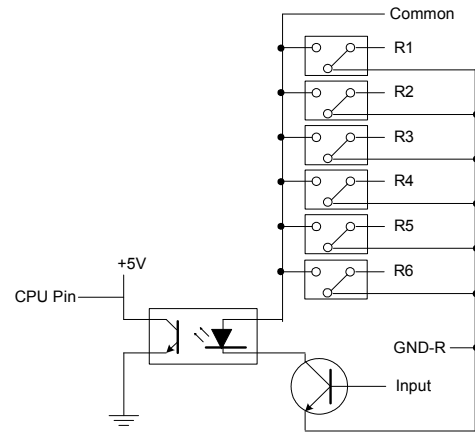 Common
R1
R2
R3
R4
R5
R6
+5V
CPU Pin
GND-R
Input